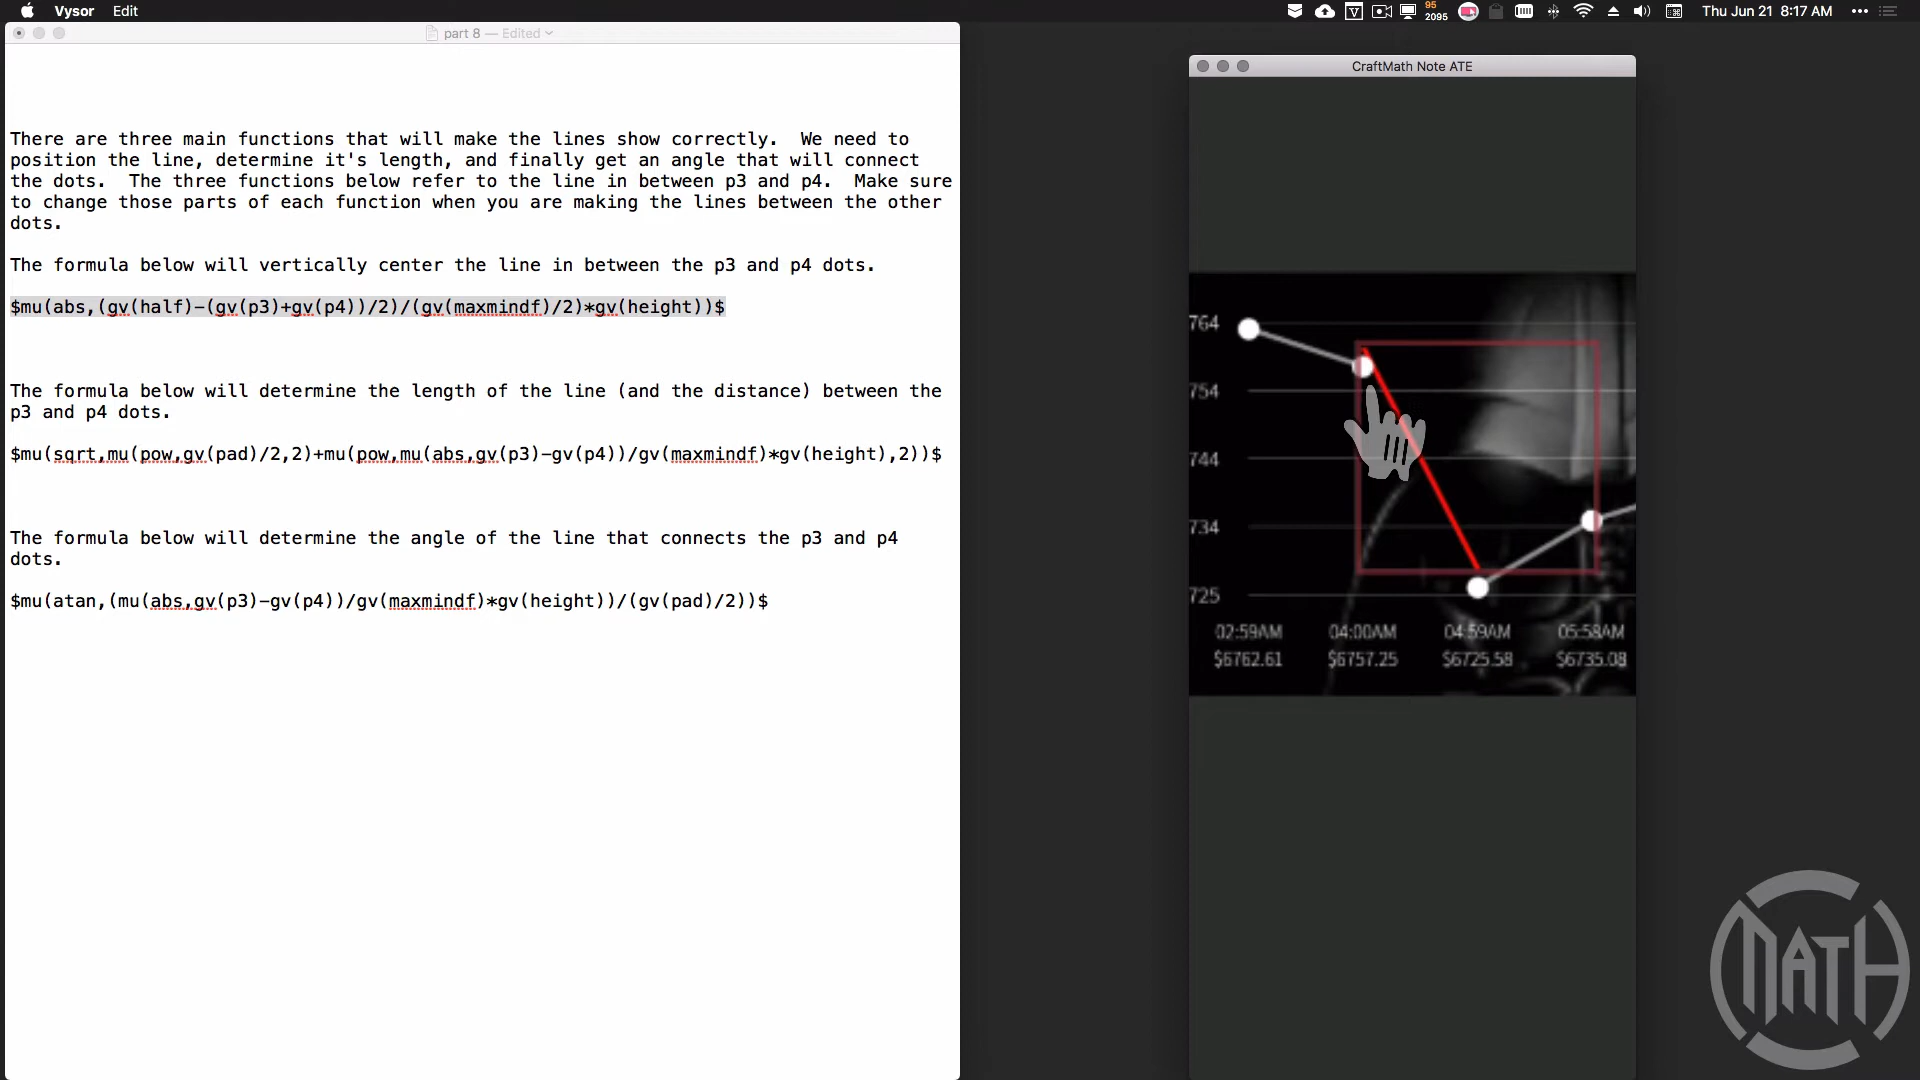 Vysor Edit
95
2095
Thu Jun 21 8:17 AM
part 8 — Edited
There are three main functions that will make the lines show correctly.  We need to
position the line, determine it's length, and finally get an angle that will connect
the dots.  The three functions below refer to the line in between p3 and p4.  Make sure
to change those parts of each function when you are making the lines between the other
dots.
The formula below will vertically center the line in between the p3 and p4 dots.
$mu(abs,(gv(half)-(gv(p3)+gv(p4))/2)/(gv(maxmindf)/2)*gv(height))$
The formula below will determine the length of the line (and the distance) between the
p3 and p4 dots.
$mu(sqrt,mu(pow,gv(pad)/2,2)+mu(pow,mu(abs,gv(p3)-gv(p4))/gv(maxmindf)*gv(height),2))$
The formula below will determine the angle of the line that connects the p3 and p4
dots.
$mu(atan,(mu(abs,gv(p3)-gv(p4))/gv(maxmindf)*gv(height))/(gv(pad)/2))$
CraftMath Note ATE
764
754
744
734
725
02:59AM 04:00AM 04:59AM 05:58AM
$6762.61 $6757.25 $6725.58 $6735.08
MATH